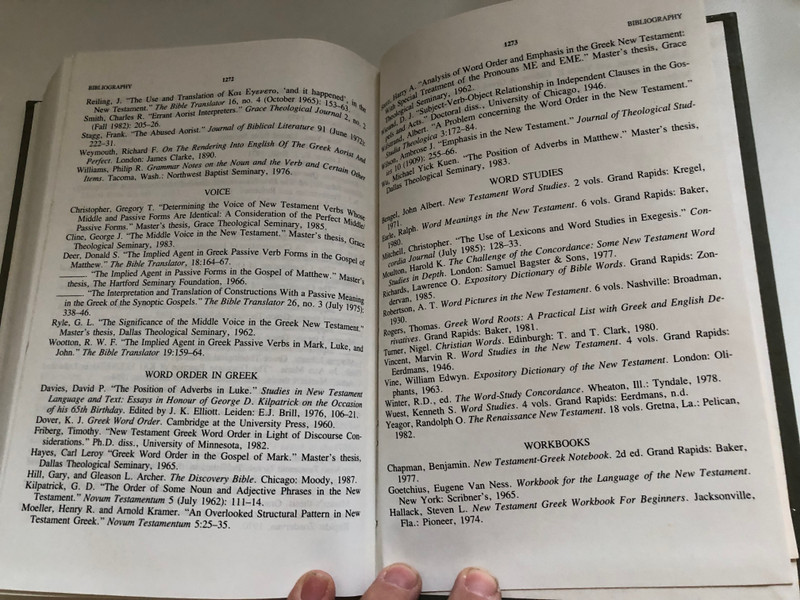 BIBLIOGRAPHY 1272
Reiling, J. "The Use and Translation of Και Εγενετο, 'and it happened', in the
New Testament." The Bible Translator 16, no. 4 (October 1965): 153–63.
Smith, Charles R. "Errant Aorist Interpreters." Grace Theological Journal 2, no. 2
(Fall 1982): 205–26.
Stagg, Frank. "The Abused Aorist." Journal of Biblical Literature 91 (June 1972):
222–31.
Weymouth, Richard F. On the Rendering Into English Of The Greek Aorist And
Perfect. London: James Clarke, 1890.
Williams, Philip R. Grammar Notes on the Noun and the Verb and Certain Other
Items. Tacoma, Wash.: Northwest Baptist Seminary, 1976.
VOICE
Christopher, Gregory T. "Determining the Voice of New Testament Verbs Whose
Middle and Passive Forms Are Identical: A Consideration of the Perfect Middle/
Passive Forms." Master's thesis, Grace Theological Seminary, 1985.
Cline, George J. "The Middle Voice in the New Testament." Master's thesis, Grace
Theological Seminary, 1983.
Deer, Donald S. "The Implied Agent in Greek Passive Verb Forms in the Gospel of
Matthew." The Bible Translator, 18:164–67.
"The Implied Agent in Passive Forms in the Gospel of Matthew." Master's
thesis, The Hartford Seminary Foundation, 1966.
"The Interpretation and Translation of Constructions With a Passive Meaning
in the Greek of the Synoptic Gospels." The Bible Translator 26, no. 3 (July 1975):
338–46.
Ryle, G. L. "The Significance of the Middle Voice in the Greek New Testament."
Master's thesis, Dallas Theological Seminary, 1962.
Wootton, R. W. F. "The Implied Agent in Greek Passive Verbs in Mark, Luke, and
John." The Bible Translator 19:159–64.
WORD ORDER IN GREEK
Davies, David P. "The Position of Adverbs in Luke." Studies in New Testament
Language and Text: Essays in Honour of George D. Kilpatrick on the Occasion
of his 65th Birthday. Edited by J. K. Elliott. Leiden: E.J. Brill, 1976, 106–21.
Dover, K. J. Greek Word Order. Cambridge at the University Press, 1960.
Friberg, Timothy. "New Testament Greek Word Order in Light of Discourse Con-
siderations." Ph.D. diss., University of Minnesota, 1982.
Hayes, Carl Leroy "Greek Word Order in the Gospel of Mark." Master's thesis,
Dallas Theological Seminary, 1965.
Hill, Gary, and Gleason L. Archer. The Discovery Bible. Chicago: Moody, 1987.
Kilpatrick, G. D. "The Order of Some Noun and Adjective Phrases in the New
Testament." Novum Testamentum 5 (July 1962): 111–14.
Moeller, Henry R. and Arnold Kramer. "An Overlooked Structural Pattern in New
Testament Greek." Novum Testamentum 5:25–35.
1273 BIBLIOGRAPHY
Harry A. "Analysis of Word Order and Emphasis in the Greek New Testament:
With Special Treatment of the Pronouns ME and EME." Master's thesis, Grace
Theological Seminary, 1962.
D. J. "Subject-Verb-Object Relationship in Independent Clauses in the Gos-
pels and Acts." Doctoral diss., University of Chicago, 1946.
Albert. "A Problem concerning the Word Order in the New Testament."
Studia Theologica 3:172–84.
Wilson, Ambrose J. "Emphasis in the New Testament." Journal of Theological Stud-
ies 10 (1909): 255–66.
Wu, Michael Yick Kuen. "The Position of Adverbs in Matthew." Master's thesis,
Dallas Theological Seminary, 1983.
WORD STUDIES
Bengel, John Albert. New Testament Word Studies. 2 vols. Grand Rapids: Kregel,
1971.
Earle, Ralph. Word Meanings in the New Testament. 6 vols. Grand Rapids: Baker,
1980.
Mitchell, Christopher. "The Use of Lexicons and Word Studies in Exegesis." Con-
cordia Journal (July 1985): 128–33.
Moulton, Harold K. The Challenge of the Concordance: Some New Testament Word
Studies in Depth. London: Samuel Bagster & Sons, 1977.
Richards, Lawrence O. Expository Dictionary of Bible Words. Grand Rapids: Zon-
dervan, 1985.
Robertson, A. T. Word Pictures in the New Testament. 6 vols. Nashville: Broadman,
1930.
Rogers, Thomas. Greek Word Roots: A Practical List with Greek and English De-
rivatives. Grand Rapids: Baker, 1981.
Turner, Nigel. Christian Words. Edinburgh: T. and T. Clark, 1980.
Vincent, Marvin R. Word Studies in the New Testament. 4 vols. Grand Rapids:
Eerdmans, 1946.
Vine, William Edwyn. Expository Dictionary of the New Testament. London: Oli-
phants, 1963.
Winter, R.D., ed. The Word-Study Concordance. Wheaton, Ill.: Tyndale, 1978.
Wuest, Kenneth S. Word Studies. 4 vols. Grand Rapids: Eerdmans, n.d.
Yeagor, Randolph O. The Renaissance New Testament. 18 vols. Gretna, La.: Pelican,
1982.
WORKBOOKS
Chapman, Benjamin. New Testament-Greek Notebook. 2d ed. Grand Rapids: Baker,
1977.
Goetchius, Eugene Van Ness. Workbook for the Language of the New Testament.
New York: Scribner's, 1965.
Hallack, Steven L. New Testament Greek Workbook For Beginners. Jacksonville,
Fla.: Pioneer, 1974.